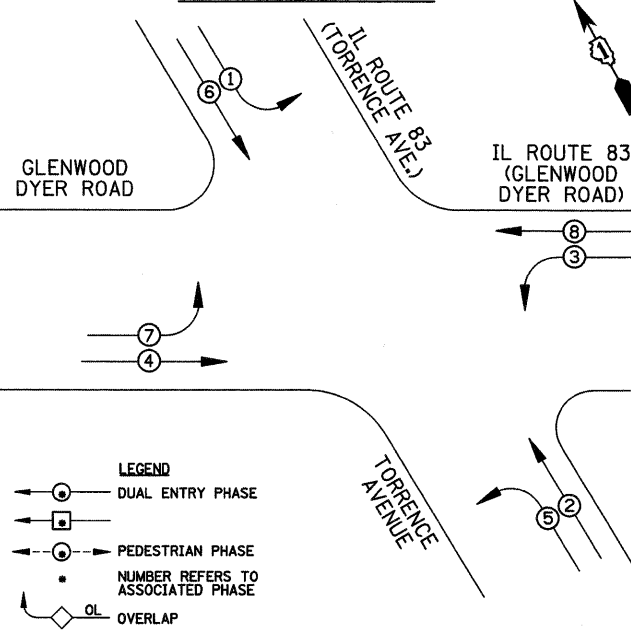 1
6
IL ROUTE 83
(TORRENCE AVE.)
1
GLENWOOD
DYER ROAD
IL ROUTE 83
(GLENWOOD
DYER ROAD)
8
3
7
4
TORRENCE
AVENUE
2
5
LEGEND
* DUAL ENTRY PHASE
*
* PEDESTRIAN PHASE
* NUMBER REFERS TO
ASSOCIATED PHASE
OL OVERLAP